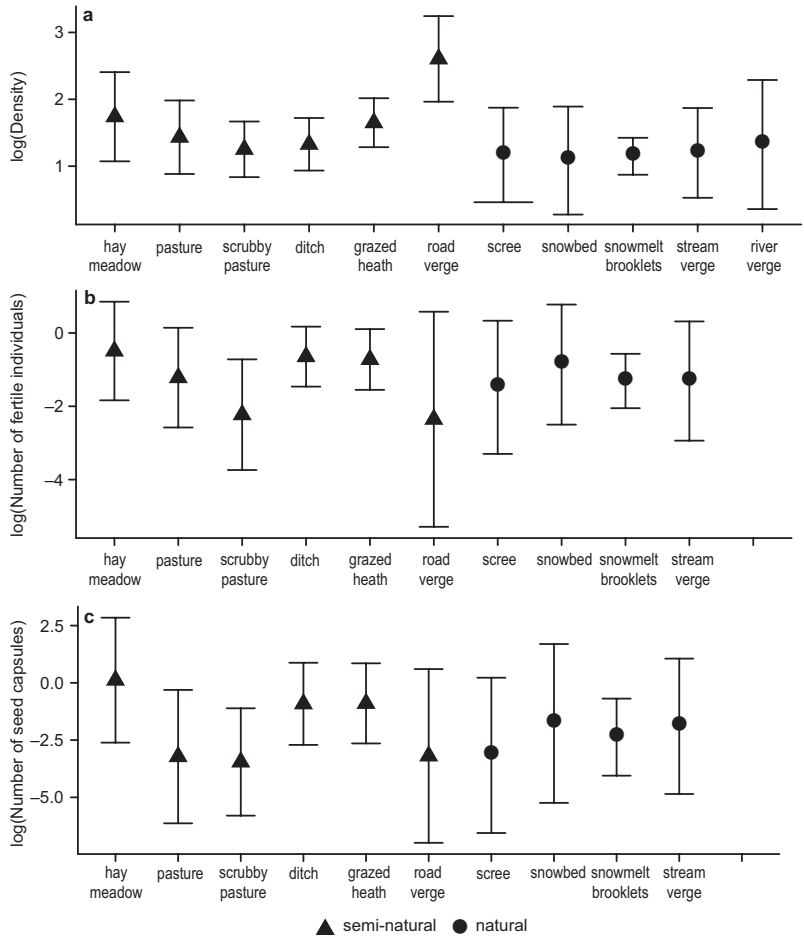 a
log(Density)
3
2
1
hay meadow
pasture
scrubby pasture
ditch
grazed heath
road verge
scree
snowbed
snowmelt brooklets
stream verge
river verge
b
log(Number of fertile individuals)
0
–2
–4
hay meadow
pasture
scrubby pasture
ditch
grazed heath
road verge
scree
snowbed
snowmelt brooklets
stream verge
c
log(Number of seed capsules)
2.5
0.0
–2.5
–5.0
hay meadow
pasture
scrubby pasture
ditch
grazed heath
road verge
scree
snowbed
snowmelt brooklets
stream verge
semi-natural
natural